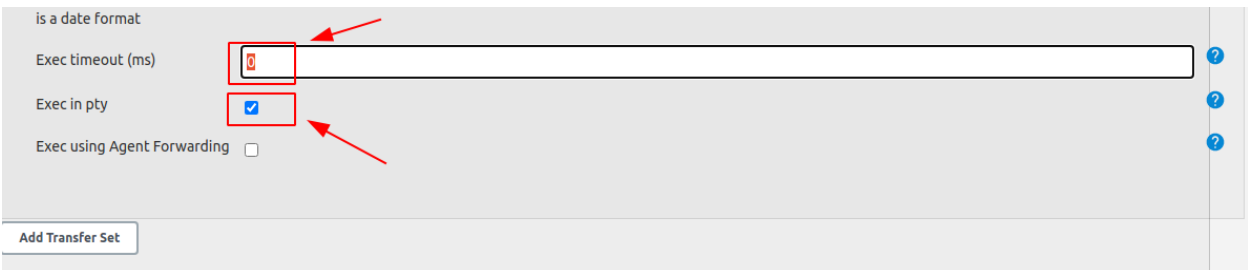 is a date format
Exec timeout (ms)
0
?
Exec in pty
?
Exec using Agent Forwarding
?
Add Transfer Set